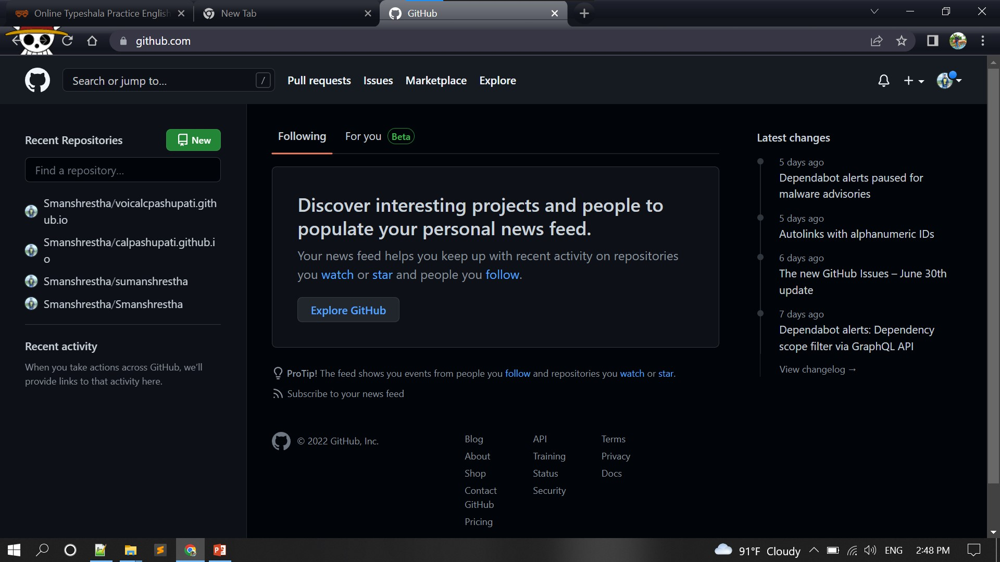 Online Typeshala Practice English
New Tab
GitHub
github.com
Search or jump to... /
Pull requests Issues Marketplace Explore
Recent Repositories
New
Find a repository...
Smanshrestha/voicalcpashupati.gith
ub.io
Smanshrestha/calpashupati.github.i
o
Smanshrestha/sumanshrestha
Smanshrestha/Smanshrestha
Recent activity
When you take actions across GitHub, we'll
provide links to that activity here.
Following For you Beta
Discover interesting projects and people to
populate your personal news feed.
Your news feed helps you keep up with recent activity on repositories
you watch or star and people you follow.
Explore GitHub
ProTip! The feed shows you events from people you follow and repositories you watch or star.
Subscribe to your news feed
© 2022 GitHub, Inc.
Blog
About
Shop
Contact
GitHub
Pricing
API
Training
Status
Security
Terms
Privacy
Docs
Latest changes
5 days ago
Dependabot alerts paused for
malware advisories
5 days ago
Autolinks with alphanumeric IDs
6 days ago
The new GitHub Issues – June 30th
update
7 days ago
Dependabot alerts: Dependency
scope filter via GraphQL API
View changelog →
91°F Cloudy ENG 2:48 PM